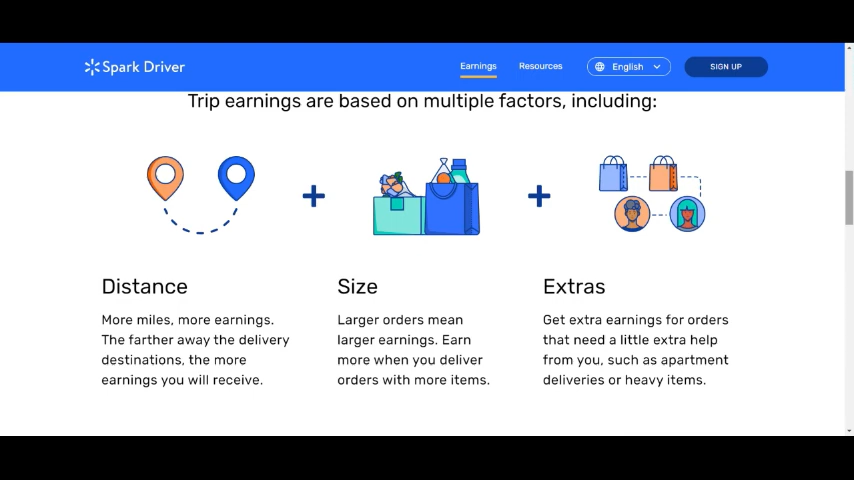 Spark Driver
Earnings
Resources
English
SIGN UP
Trip earnings are based on multiple factors, including:
Distance
More miles, more earnings.
The farther away the delivery
destinations, the more
earnings you will receive.
Size
Larger orders mean
larger earnings. Earn
more when you deliver
orders with more items.
Extras
Get extra earnings for orders
that need a little extra help
from you, such as apartment
deliveries or heavy items.